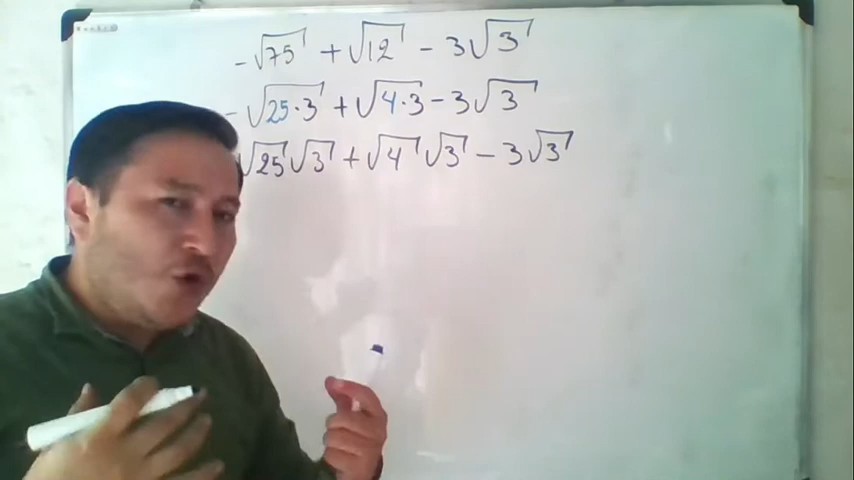 -√75 + √12 - 3√3
-√25·3 + √4·3 - 3√3
√25 √3 + √4 √3 - 3√3